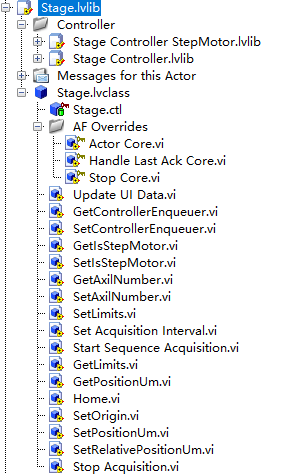 Stage.lvlib
Controller
Stage Controller StepMotor.lvlib
Stage Controller.lvlib
Messages for this Actor
Stage.lvclass
Stage.ctl
AF Overrides
Actor Core.vi
Handle Last Ack Core.vi
Stop Core.vi
Update UI Data.vi
GetControllerEnqueuer.vi
SetControllerEnqueuer.vi
GetIsStepMotor.vi
SetIsStepMotor.vi
GetAxilNumber.vi
SetAxilNumber.vi
SetLimits.vi
Set Acquisition Interval.vi
Start Sequence Acquisition.vi
GetLimits.vi
GetPositionUm.vi
Home.vi
SetOrigin.vi
SetPositionUm.vi
SetRelativePositionUm.vi
Stop Acquisition.vi